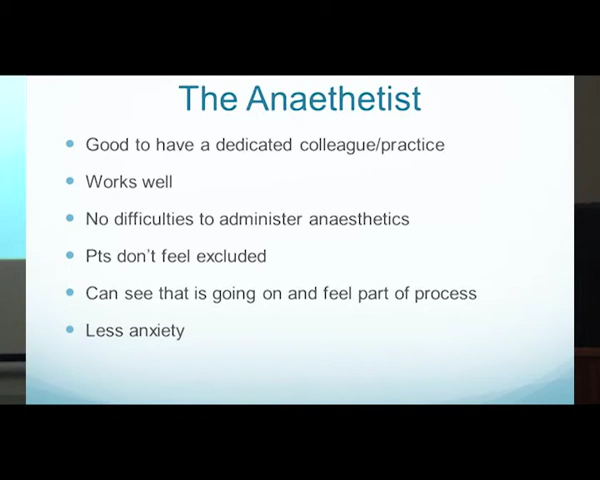 The Anaethetist
Good to have a dedicated colleague/practice
Works well
No difficulties to administer anaesthetics
Pts don't feel excluded
Can see that is going on and feel part of process
Less anxiety